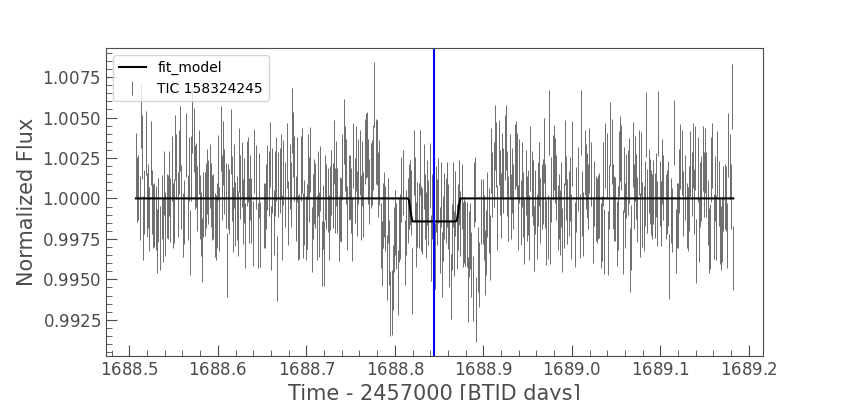 fit_model
TIC 158324245
1.0075
1.0050
1.0025
1.0000
0.9975
0.9950
0.9925
Normalized Flux
1688.5 1688.6 1688.7 1688.8 1688.9 1689.0 1689.1 1689.2
Time - 2457000 [BTJD days]